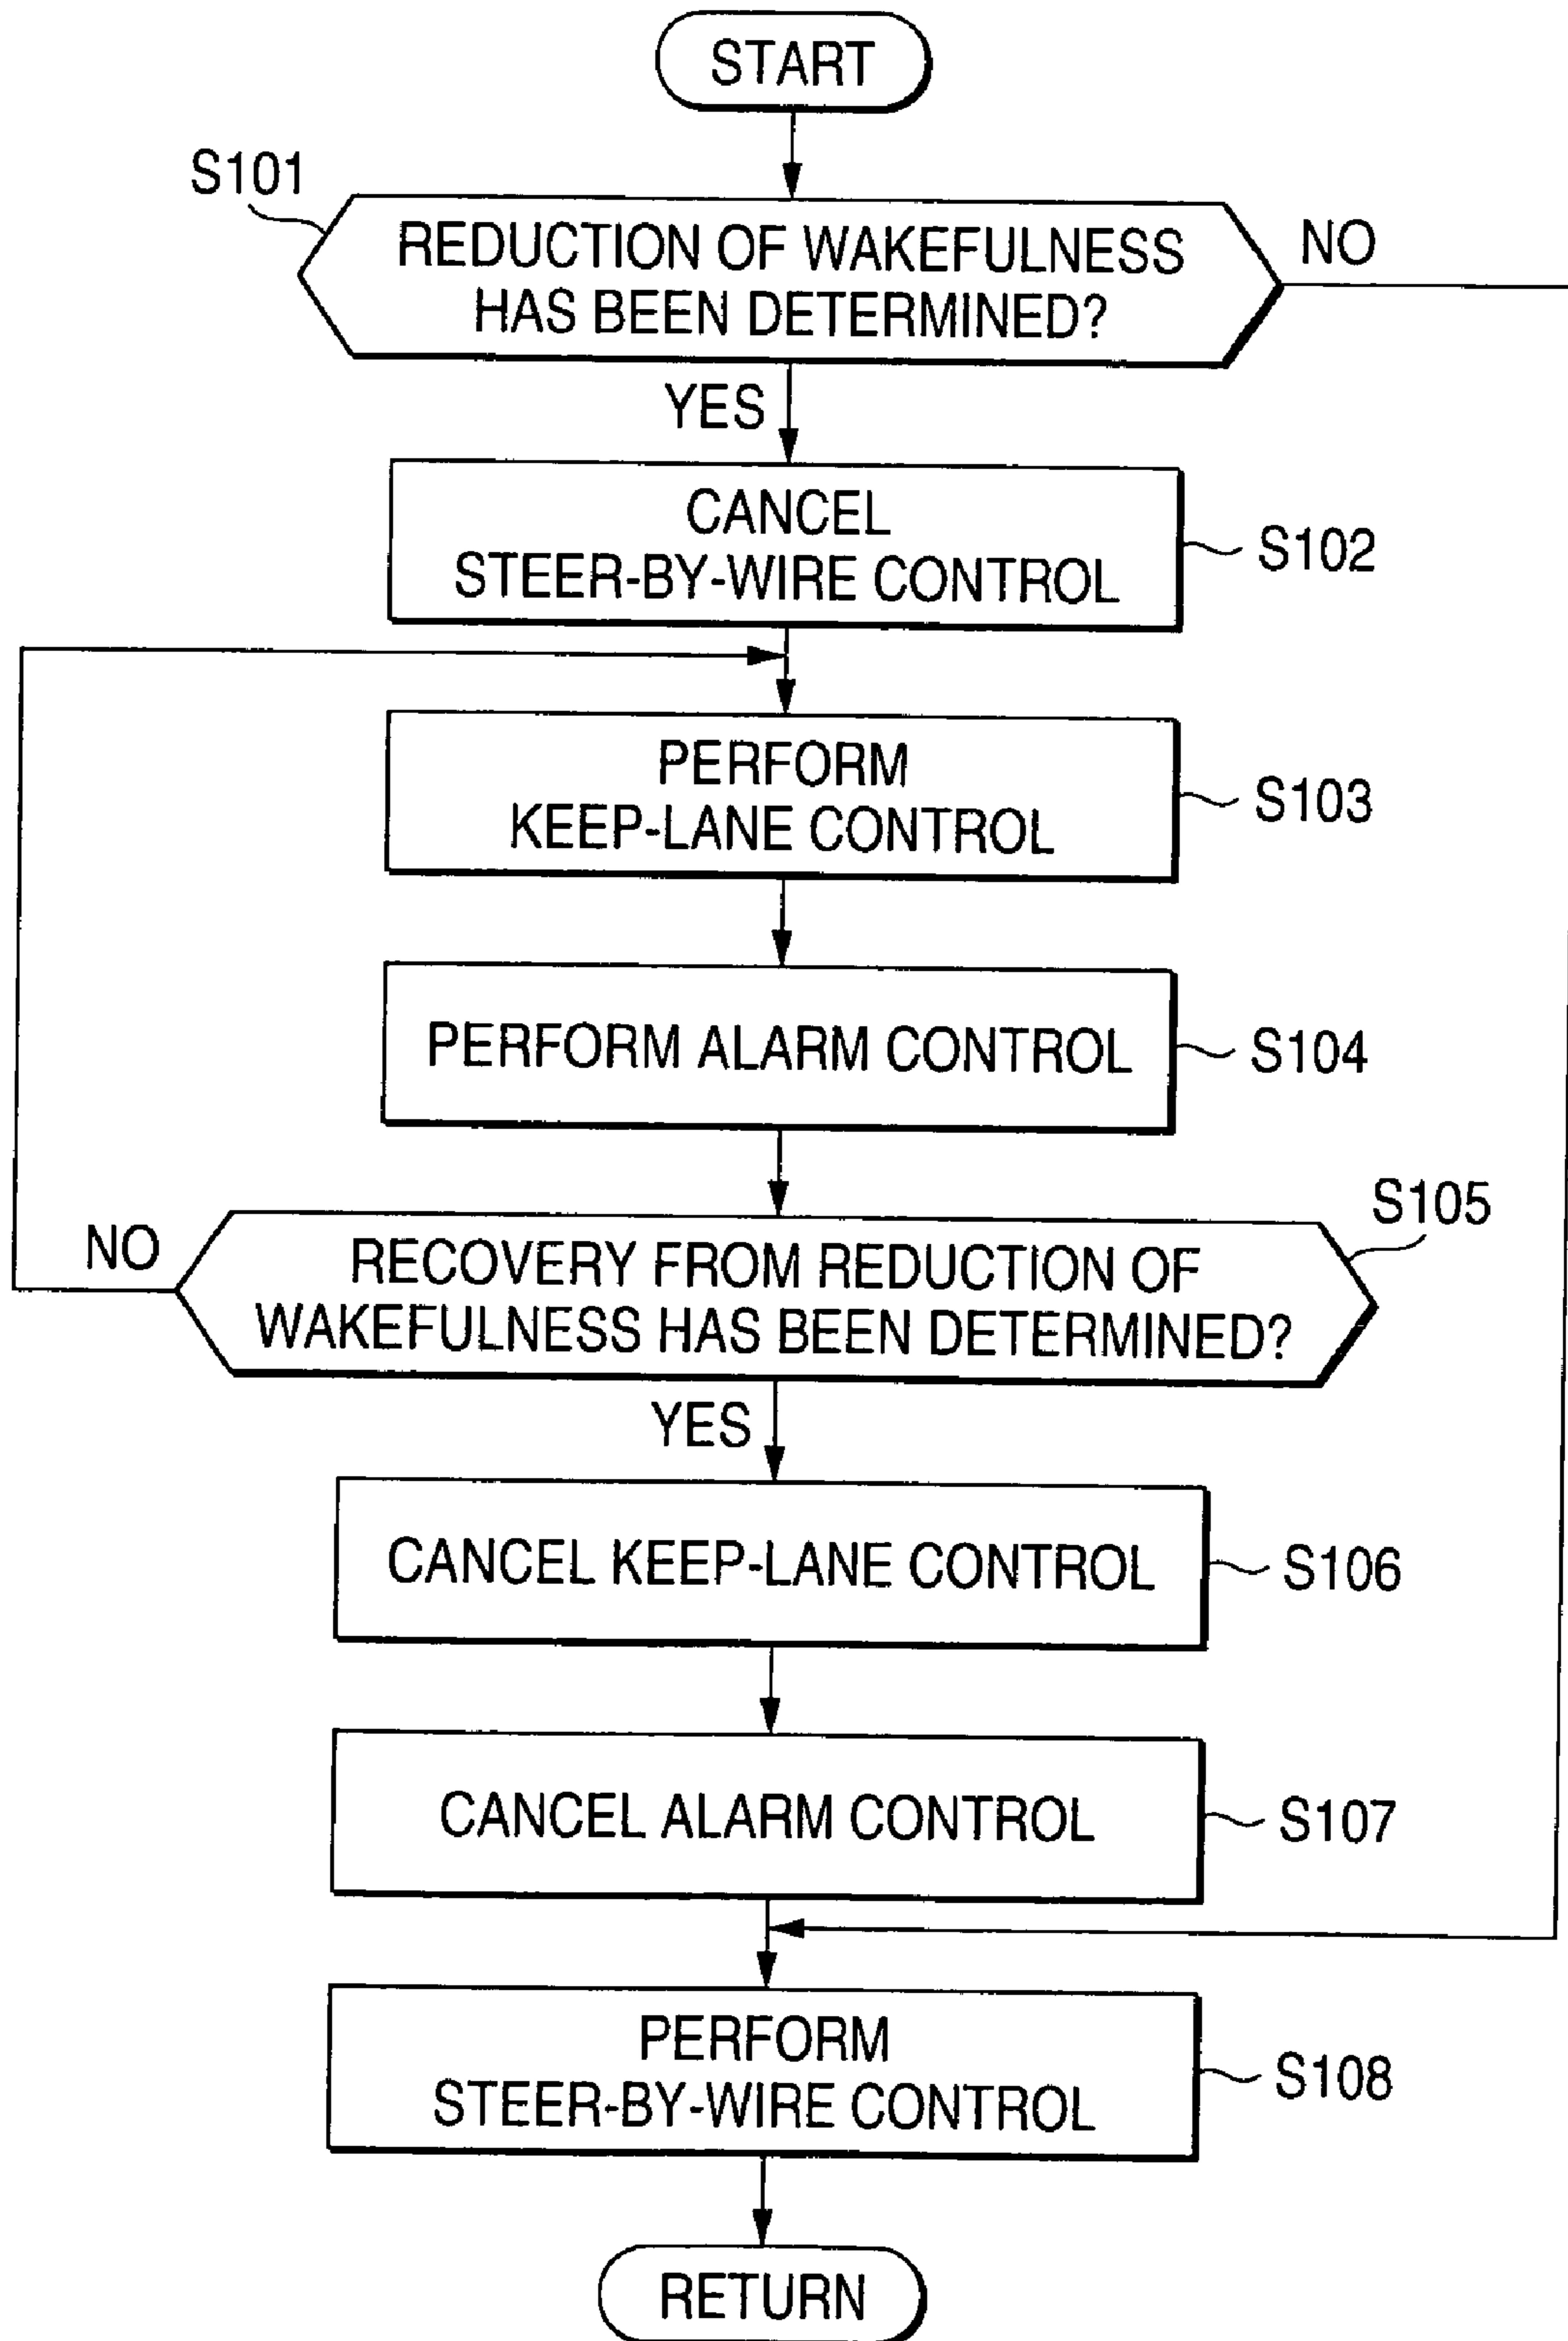 START
S101
REDUCTION OF WAKEFULNESS
HAS BEEN DETERMINED?
NO
YES
CANCEL
STEER-BY-WIRE CONTROL
S102
PERFORM
KEEP-LANE CONTROL
S103
PERFORM ALARM CONTROL
S104
S105
NO
RECOVERY FROM REDUCTION OF
WAKEFULNESS HAS BEEN DETERMINED?
YES
CANCEL KEEP-LANE CONTROL
S106
CANCEL ALARM CONTROL
S107
PERFORM
STEER-BY-WIRE CONTROL
S108
RETURN